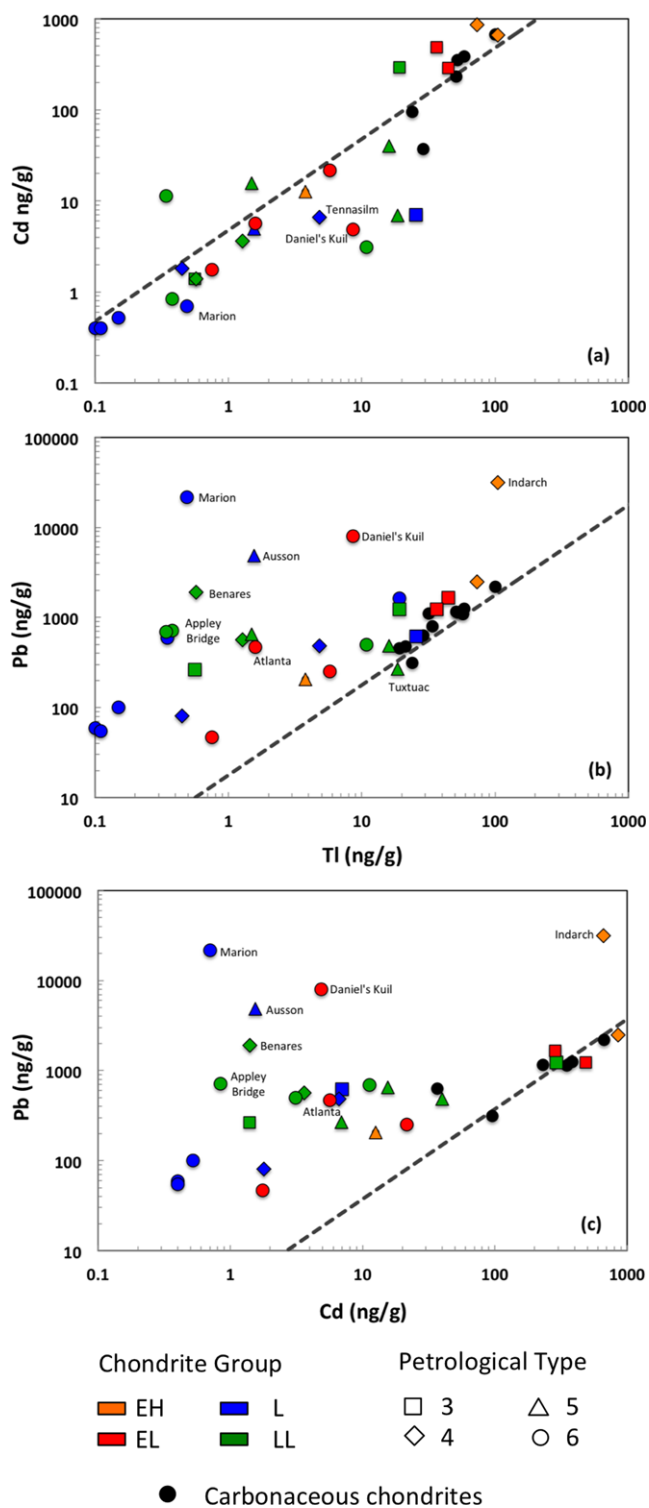 1000
100
10
1
0.1
Cd ng/g
Tennasilm
Daniel's Kuil
Marion
(a)
0.1 1 10 100 1000
100000
10000
1000
100
10
Pb (ng/g)
Marion
Indarch
Daniel's Kuil
Ausson
Benares
Appley
Bridge
Atlanta
Tuxtuac
(b)
0.1 1 10 100 1000
Tl (ng/g)
100000
10000
1000
100
10
Pb (ng/g)
Indarch
Marion
Daniel's Kuil
Ausson
Benares
Appley
Bridge
Atlanta
(c)
0.1 1 10 100 1000
Cd (ng/g)
Chondrite Group Petrological Type
EH L 3 5
EL LL 4 6
Carbonaceous chondrites